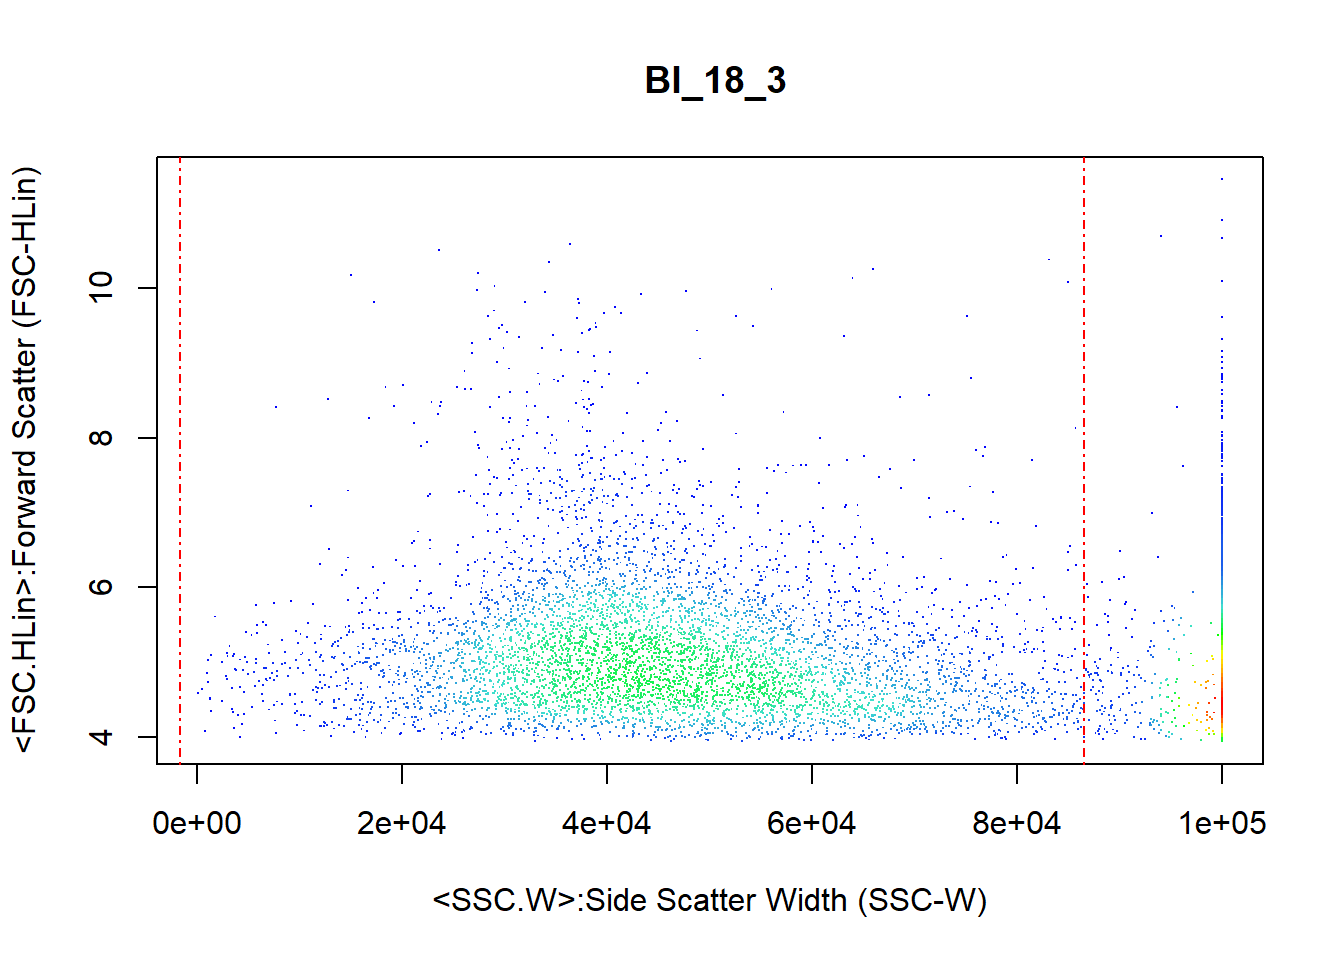 BI_18_3
<FSC.HLin>:Forward Scatter (FSC-HLin)
10
8
6
4
0e+00 2e+04 4e+04 6e+04 8e+04 1e+05
<SSC.W>:Side Scatter Width (SSC-W)